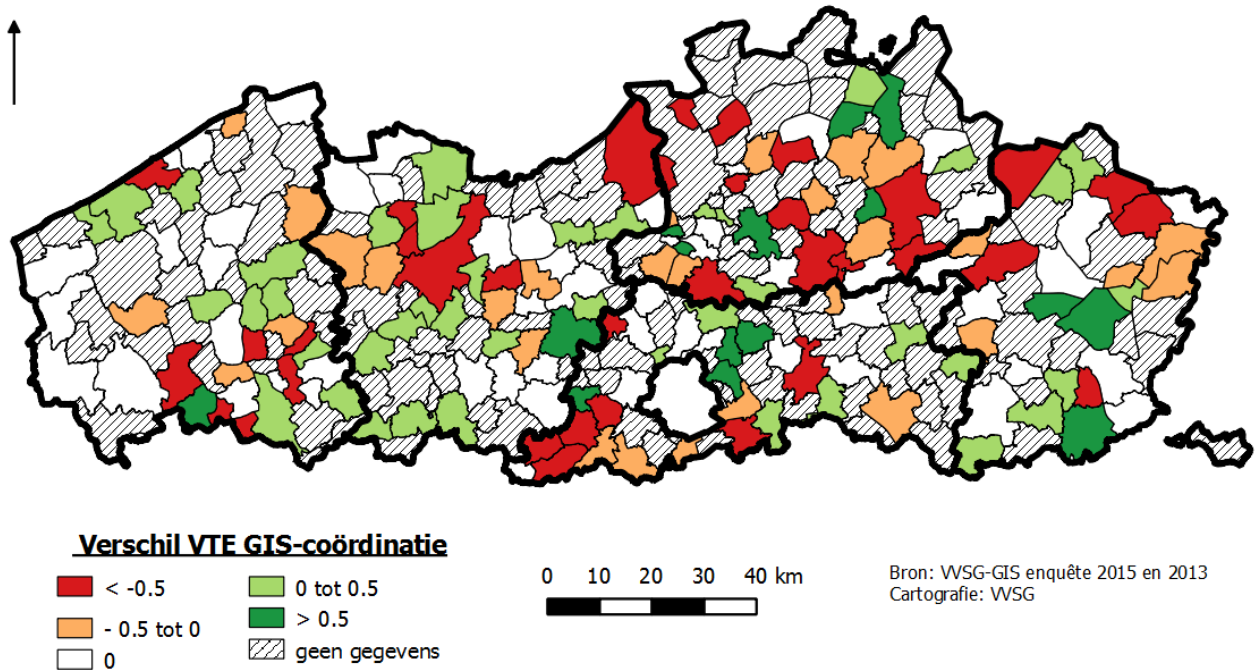 Verschil VTE GIS-coördinatie
< -0.5
- 0.5 tot 0
0
0 tot 0.5
> 0.5
geen gegevens
0 10 20 30 40 km
Bron: VVSG-GIS enquête 2015 en 2013
Cartografie: VVSG